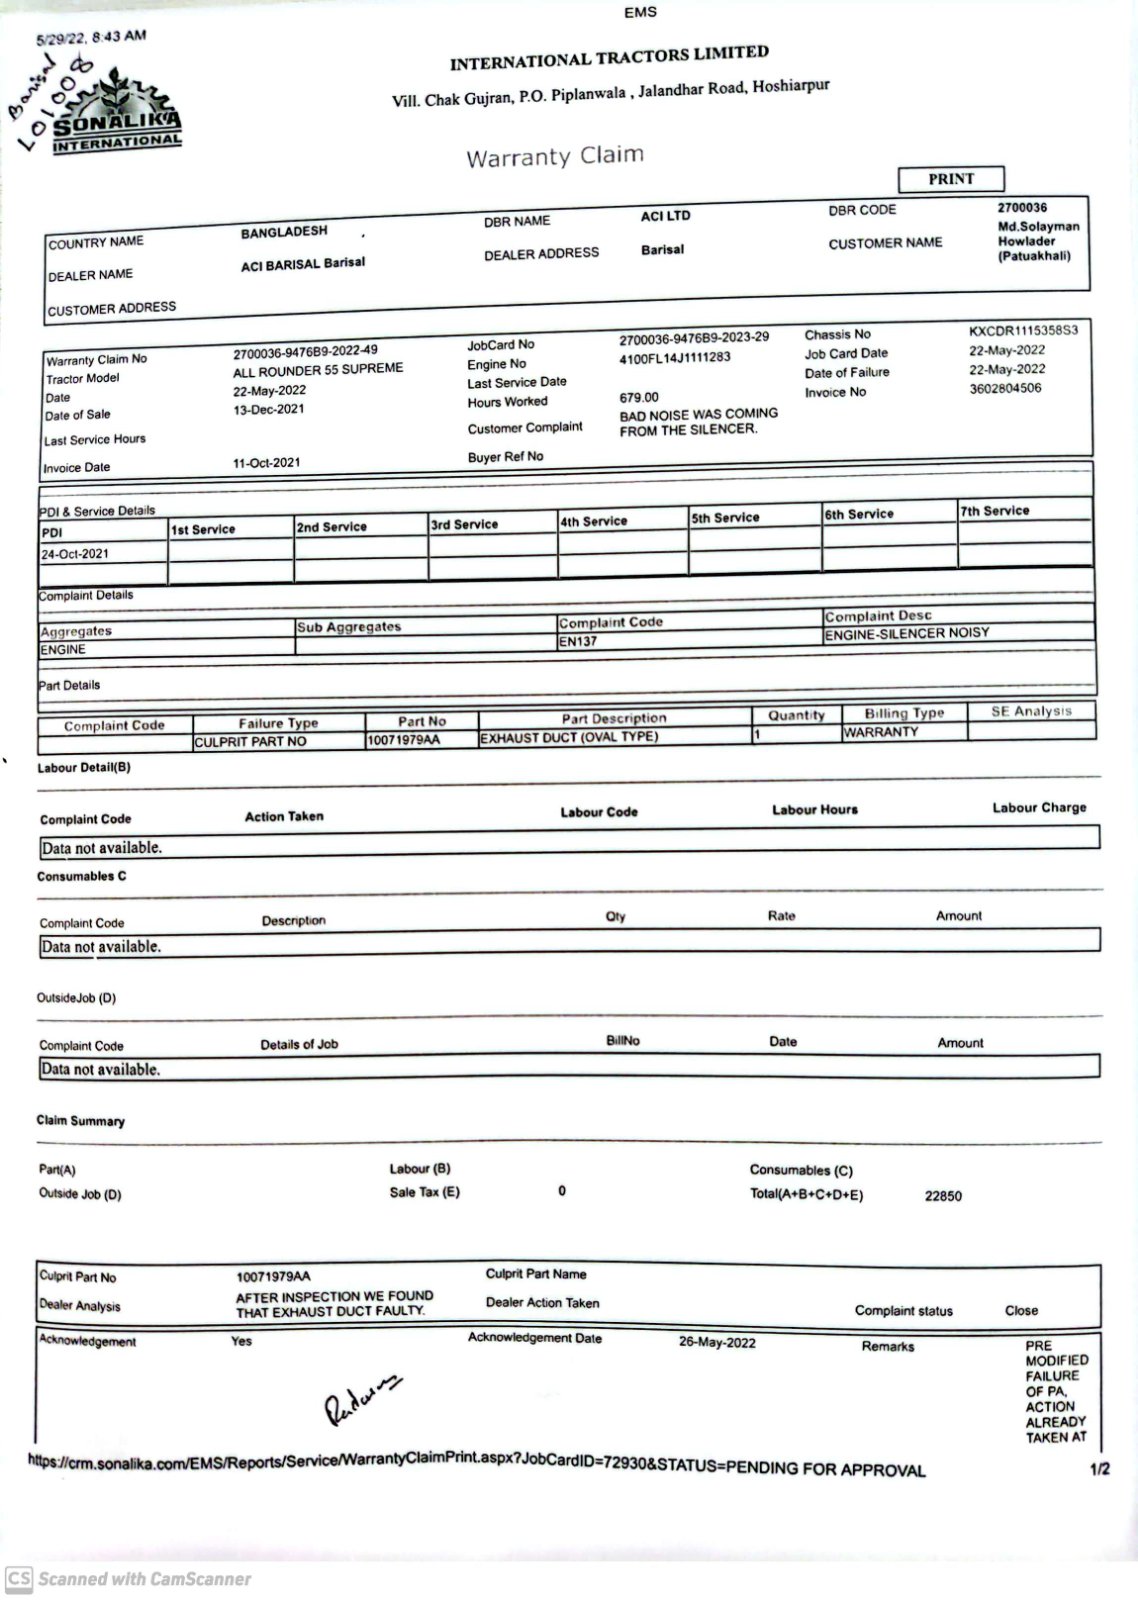 EMS
5/29/22, 8:43 AM
Barisal
L01008
SONALIKA
INTERNATIONAL
INTERNATIONAL TRACTORS LIMITED
Vill. Chak Gujran, P.O. Piplanwala , Jalandhar Road, Hoshiarpur
Warranty Claim
PRINT
COUNTRY NAME BANGLADESH DBR NAME ACI LTD DBR CODE 2700036
DEALER NAME ACI BARISAL Barisal DEALER ADDRESS Barisal CUSTOMER NAME Md.Solayman
Howlader
(Patuakhali)
CUSTOMER ADDRESS
Warranty Claim No 2700036-9476B9-2022-49 JobCard No 2700036-9476B9-2023-29 Chassis No KXCDR1115358S3
Tractor Model ALL ROUNDER 55 SUPREME Engine No 4100FL14J1111283 Job Card Date 22-May-2022
Date 22-May-2022 Last Service Date Date of Failure 22-May-2022
Date of Sale 13-Dec-2021 Hours Worked 679.00 Invoice No 3602804506
Last Service Hours Customer Complaint BAD NOISE WAS COMING
FROM THE SILENCER.
Invoice Date 11-Oct-2021 Buyer Ref No
PDI & Service Details
PDI 1st Service 2nd Service 3rd Service 4th Service 5th Service 6th Service 7th Service
24-Oct-2021
Complaint Details
Aggregates Sub Aggregates Complaint Code Complaint Desc
ENGINE EN137 ENGINE-SILENCER NOISY
Part Details
Complaint Code Failure Type Part No Part Description Quantity Billing Type SE Analysis
CULPRIT PART NO 10071979AA EXHAUST DUCT (OVAL TYPE) 1 WARRANTY
Labour Detail(B)
Complaint Code Action Taken Labour Code Labour Hours Labour Charge
Data not available.
Consumables C
Complaint Code Description Qty Rate Amount
Data not available.
OutsideJob (D)
Complaint Code Details of Job BillNo Date Amount
Data not available.
Claim Summary
Part(A) Labour (B) Consumables (C)
Outside Job (D) Sale Tax (E) 0 Total(A+B+C+D+E) 22850
Culprit Part No 10071979AA Culprit Part Name
Dealer Analysis AFTER INSPECTION WE FOUND
THAT EXHAUST DUCT FAULTY. Dealer Action Taken Complaint status Close
Acknowledgement Yes Acknowledgement Date 26-May-2022 Remarks PRE
MODIFIED
FAILURE
OF PA,
ACTION
ALREADY
TAKEN AT
https://crm.sonalika.com/EMS/Reports/Service/WarrantyClaimPrint.aspx?JobCardID=72930&STATUS=PENDING FOR APPROVAL 1/2
CS Scanned with CamScanner